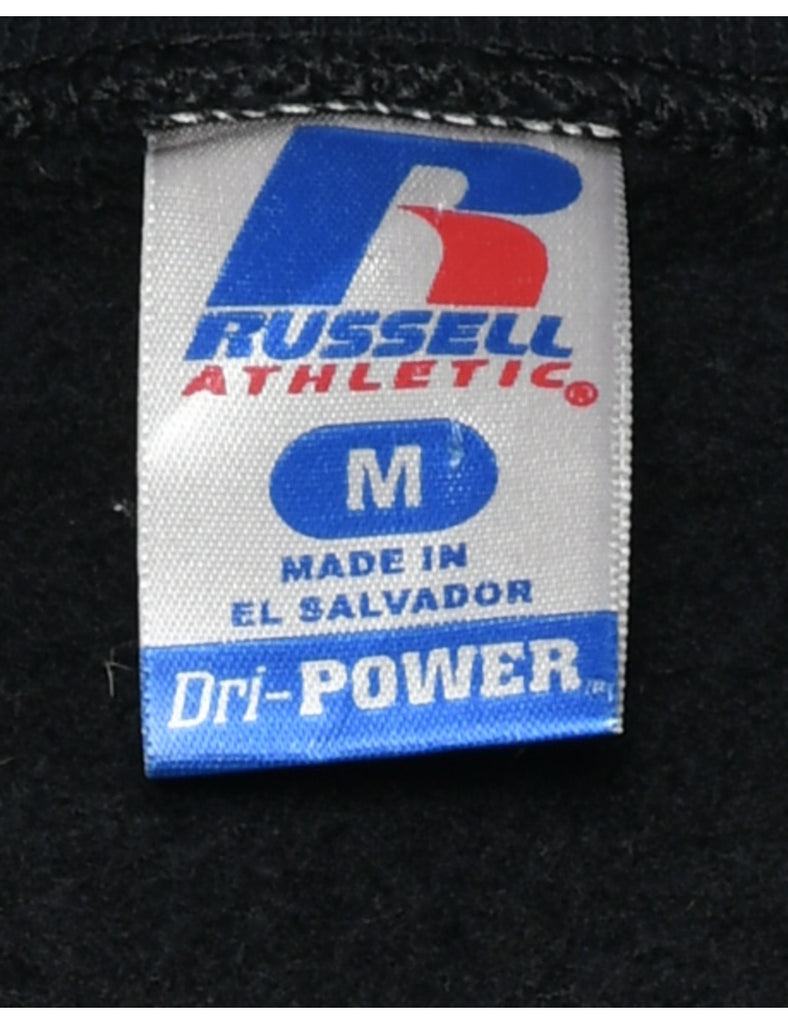 RUSSELL
ATHLETIC®
M
MADE IN
EL SALVADOR
Dri-POWER